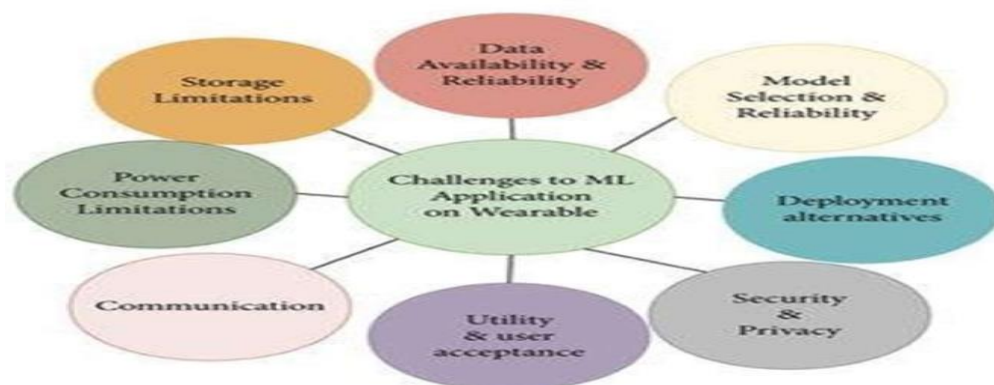 Data
Availability &
Reliability
Storage
Limitations
Model
Selection &
Reliability
Power
Consumption
Limitations
Challenges to ML
Application
on Wearable
Deployment
alternatives
Communication
Utility
& user
acceptance
Security
&
Privacy